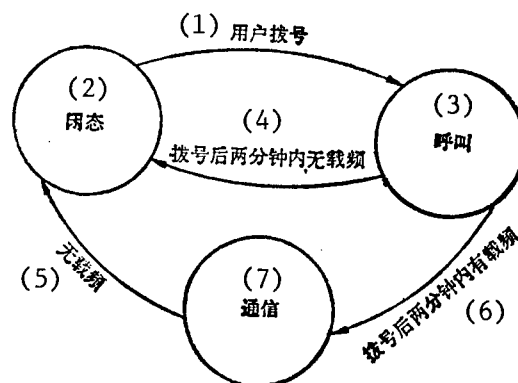 (1) 用户拨号
(2)
闲态
(3)
呼叫
(4)
拨号后两分钟内无载频
(5) 无载频
(6) 拨号后两分钟内有载频
(7)
通信